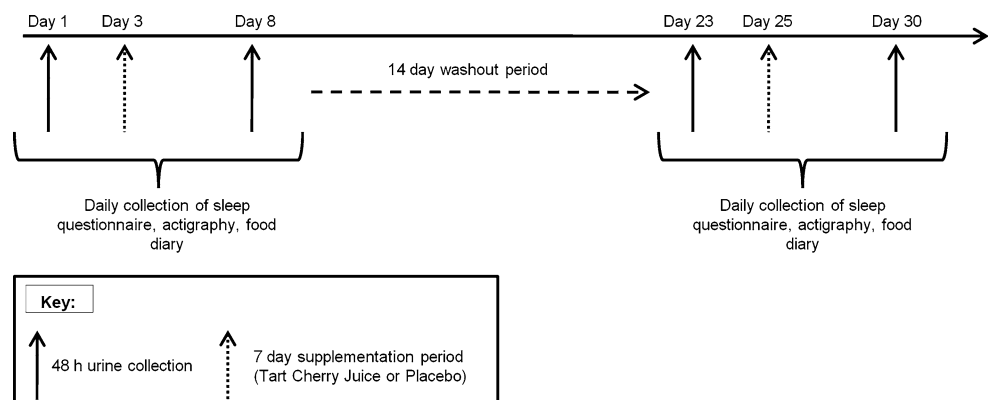 Day 1 Day 3 Day 8 Day 23 Day 25 Day 30
14 day washout period
Daily collection of sleep
questionnaire, actigraphy, food
diary
Daily collection of sleep
questionnaire, actigraphy, food
diary
Key:
48 h urine collection
7 day supplementation period
(Tart Cherry Juice or Placebo)